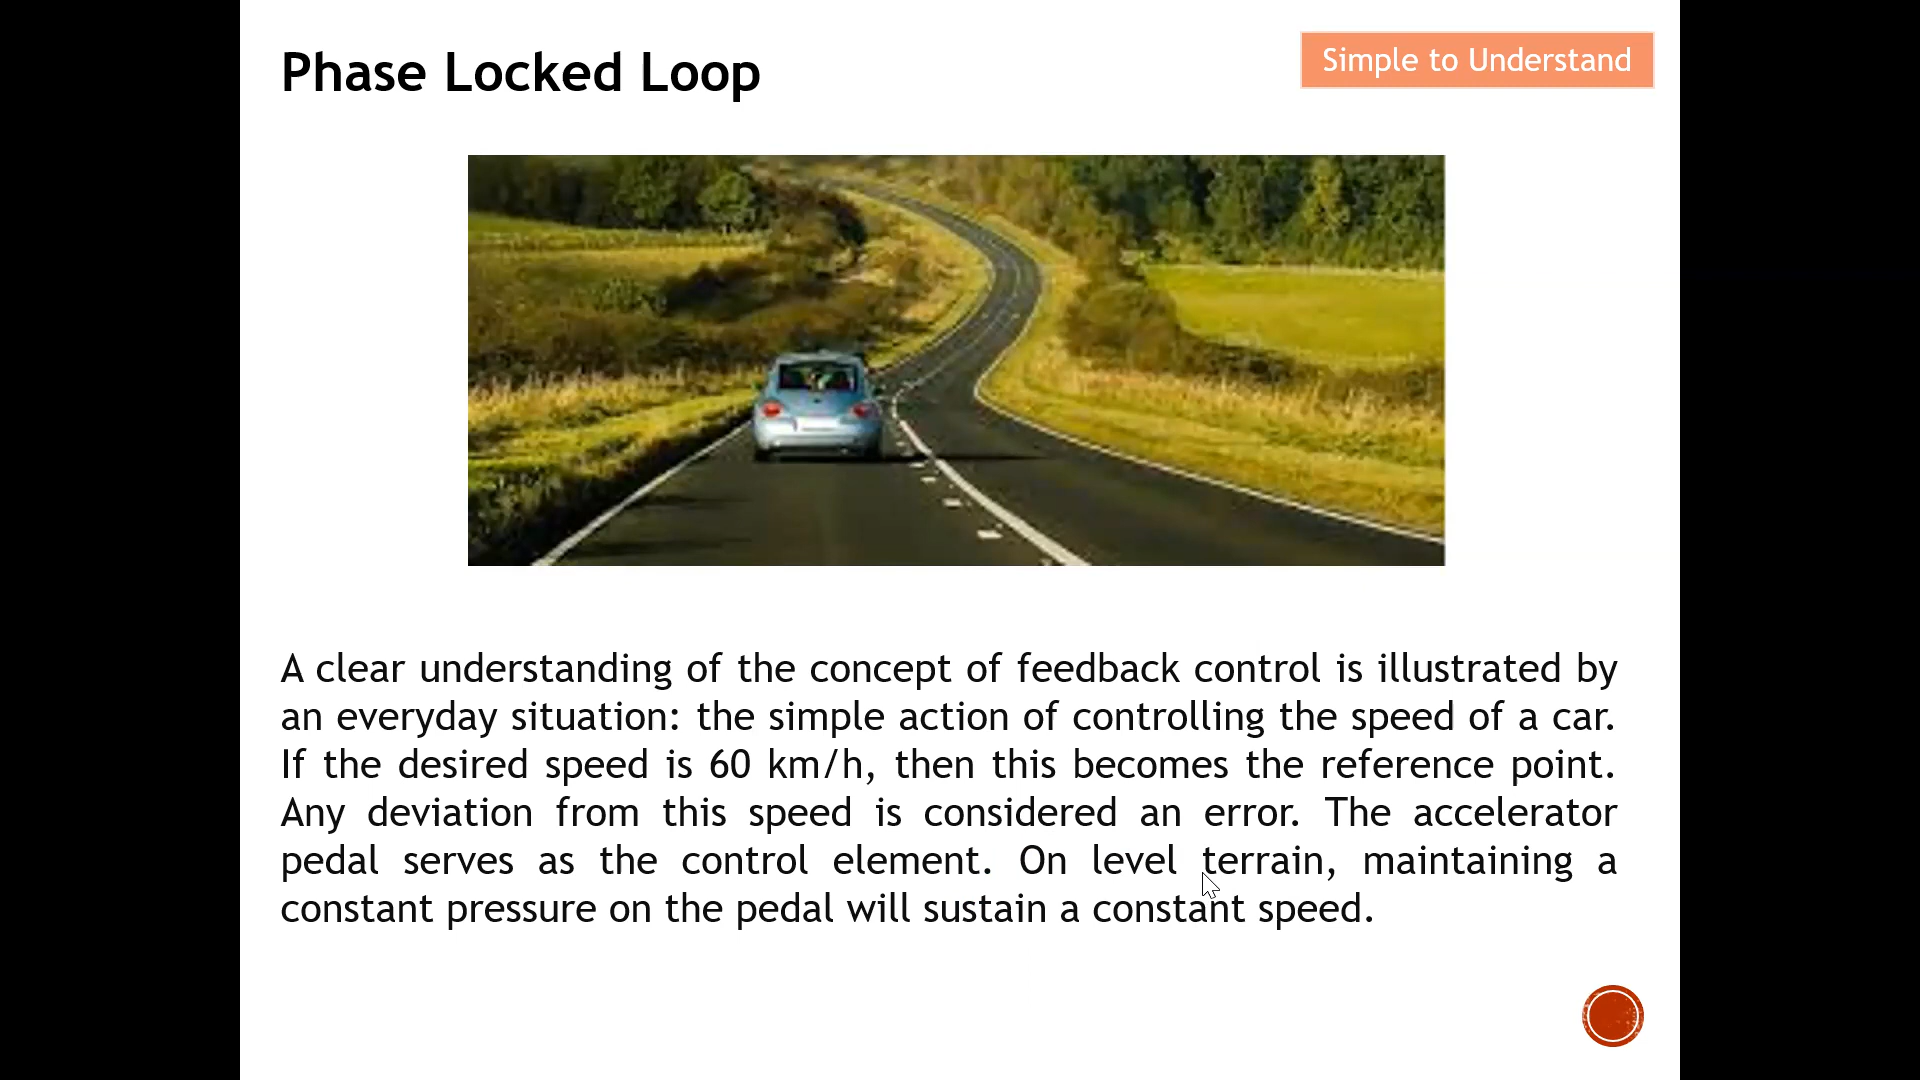 Phase Locked Loop
Simple to Understand
A clear understanding of the concept of feedback control is illustrated by
an everyday situation: the simple action of controlling the speed of a car.
If the desired speed is 60 km/h, then this becomes the reference point.
Any deviation from this speed is considered an error. The accelerator
pedal serves as the control element. On level terrain, maintaining a
constant pressure on the pedal will sustain a constant speed.